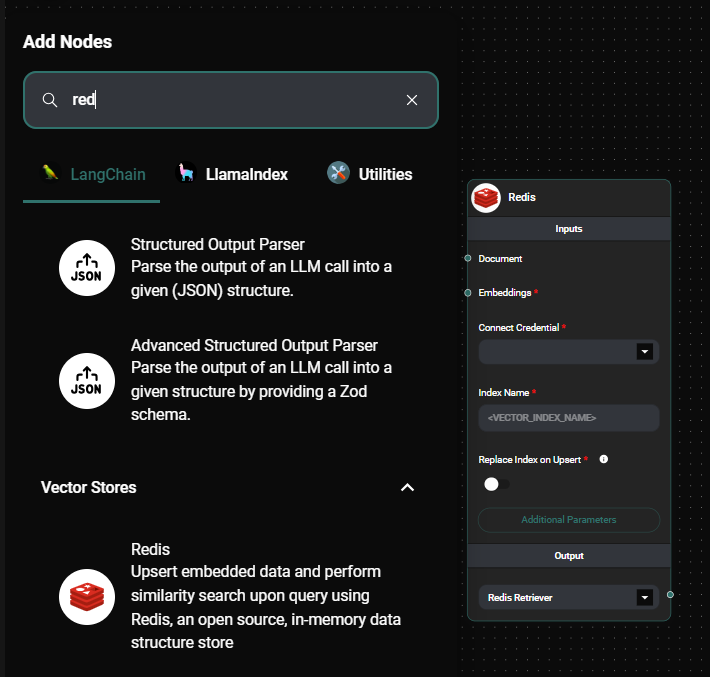 Add Nodes
red
LangChain
LlamaIndex
Utilities
JSON
Structured Output Parser
Parse the output of an LLM call into a
given (JSON) structure.
JSON
Advanced Structured Output Parser
Parse the output of an LLM call into a
given structure by providing a Zod
schema.
Vector Stores
Redis
Upsert embedded data and perform
similarity search upon query using
Redis, an open source, in-memory data
structure store
Redis
Inputs
Document
Embeddings *
Connect Credential *
Index Name *
<VECTOR_INDEX_NAME>
Replace Index on Upsert *
Additional Parameters
Output
Redis Retriever